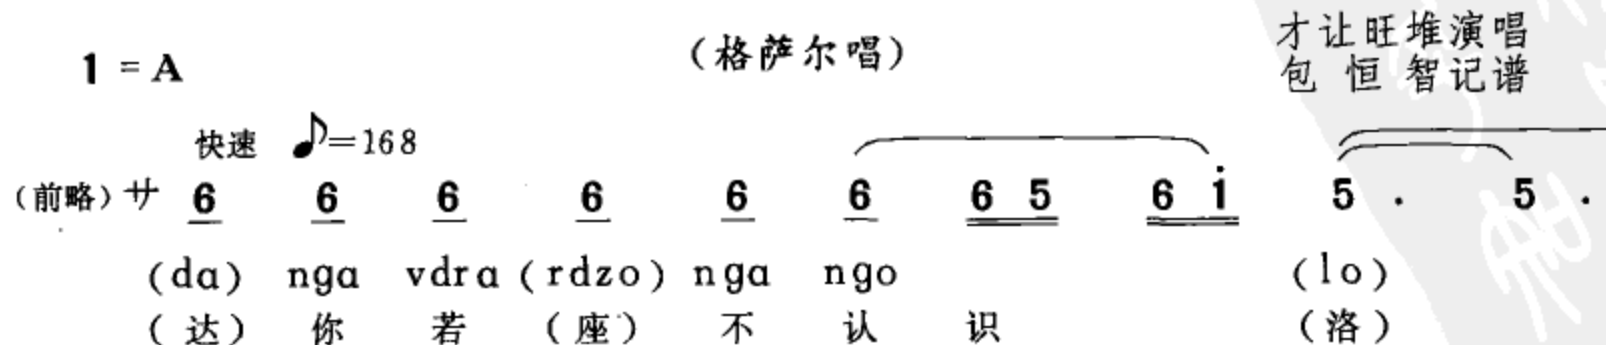 1 = A
（格萨尔唱）
才让旺堆演唱
包 恒 智记谱
快速 ♪=168
（前略）サ 6 6 6 6 6 6 6 5 6 i̇ 5 . 5 .
(da) nga vdra (rdzo) nga ngo (lo)
（达） 你 若 （座） 不 认 识 （洛）